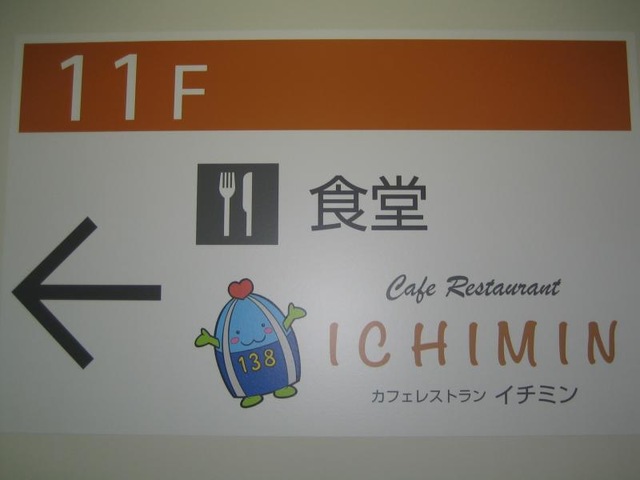 11F
食堂
Cafe Restaurant
ICHIMIN
138
カフェレストラン イチミン